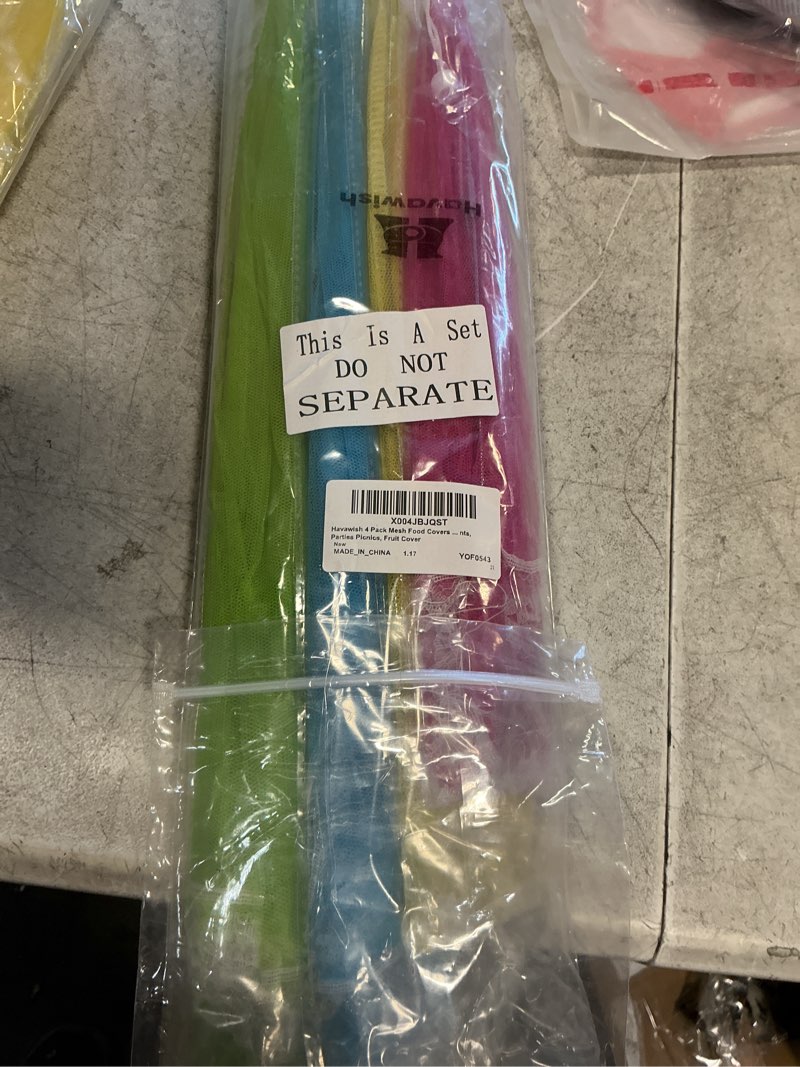 Havawish
This Is A Set
DO NOT
SEPARATE
X004JBJQST
Havawish 4 Pack Mesh Food Covers ... nts,
Parties Picnics, Fruit Cover
New
MADE_IN_CHINA 1.17 YOF0543
21